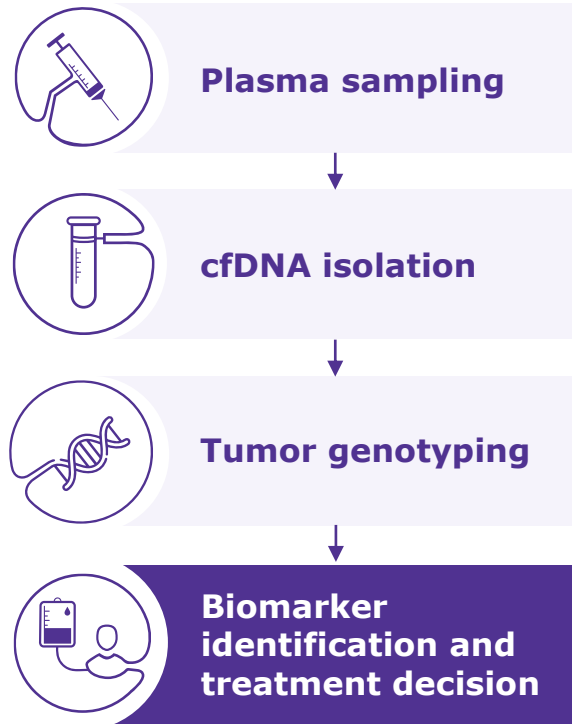 Plasma sampling
cfDNA isolation
Tumor genotyping
Biomarker
identification and
treatment decision